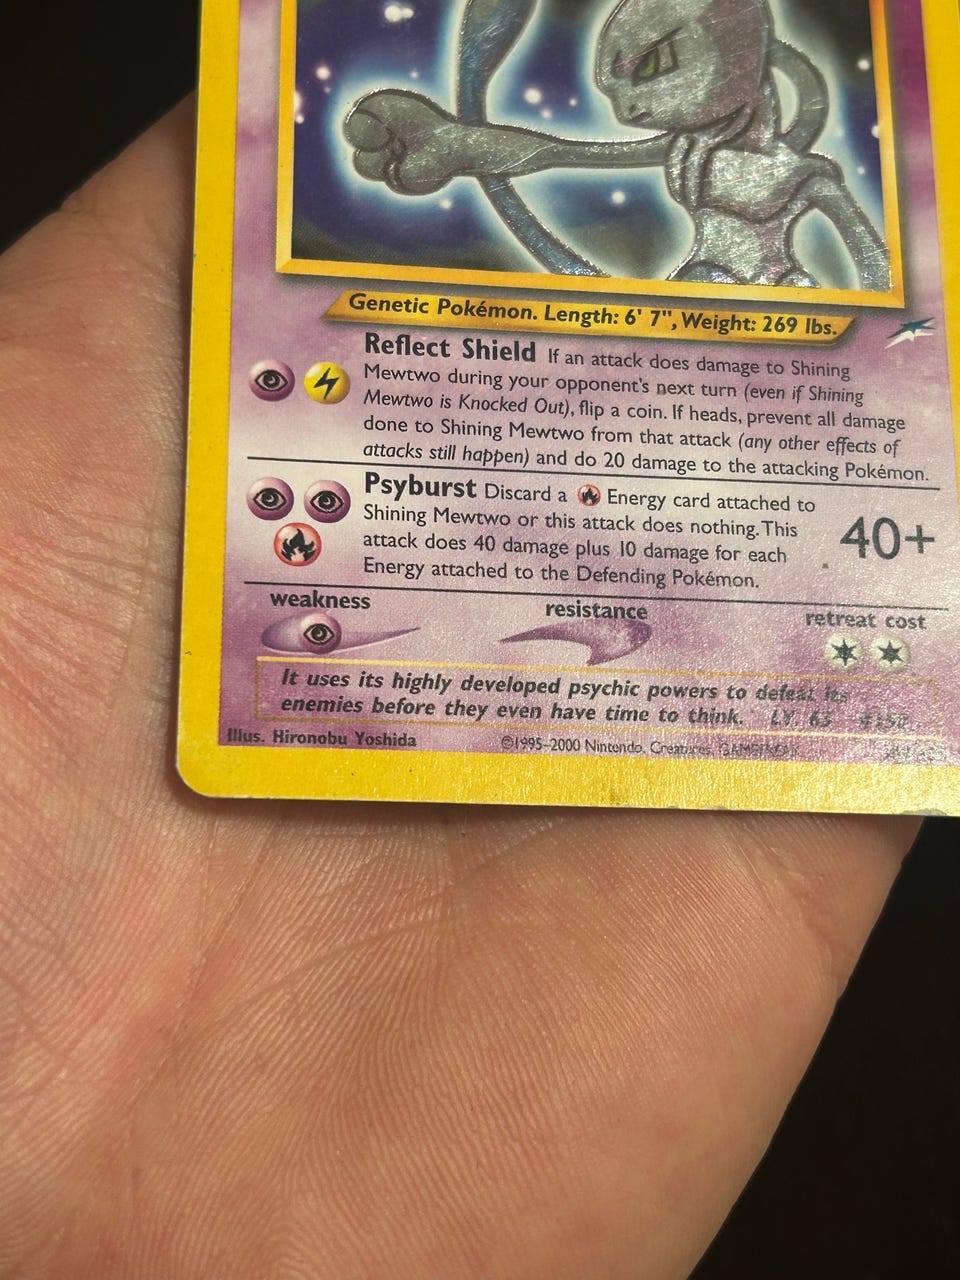 Genetic Pokémon. Length: 6' 7", Weight: 269 lbs.
Reflect Shield If an attack does damage to Shining
Mewtwo during your opponent's next turn (even if Shining
Mewtwo is Knocked Out), flip a coin. If heads, prevent all damage
done to Shining Mewtwo from that attack (any other effects of
attacks still happen) and do 20 damage to the attacking Pokémon.
Psyburst Discard a Energy card attached to
Shining Mewtwo or this attack does nothing. This
attack does 40 damage plus 10 damage for each
Energy attached to the Defending Pokémon.
40+
weakness
resistance
retreat cost
It uses its highly developed psychic powers to defeat its
enemies before they even have time to think. LV. 63 #150
Illus. Hironobu Yoshida
©1995–2000 Nintendo, Creatures, GAMEFREAK